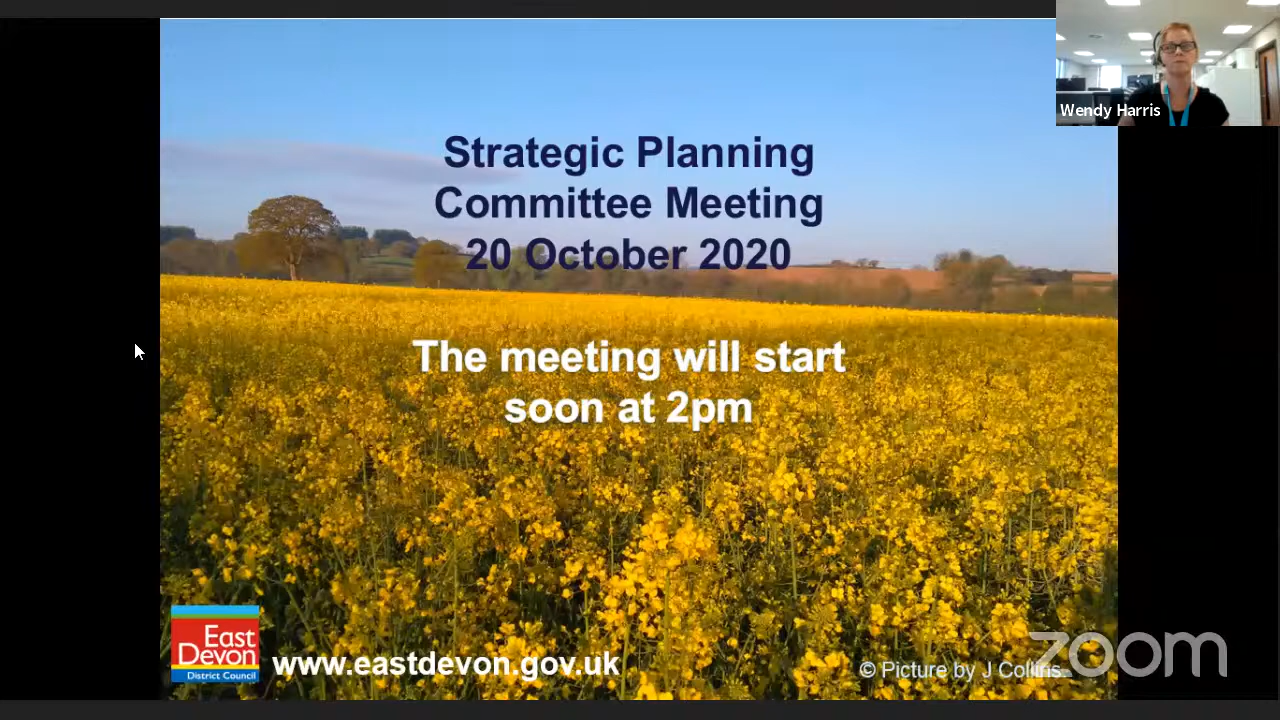 Wendy Harris
Strategic Planning
Committee Meeting
20 October 2020
The meeting will start
soon at 2pm
East
Devon
District Council
www.eastdevon.gov.uk
© Picture by J Collins.
zoom